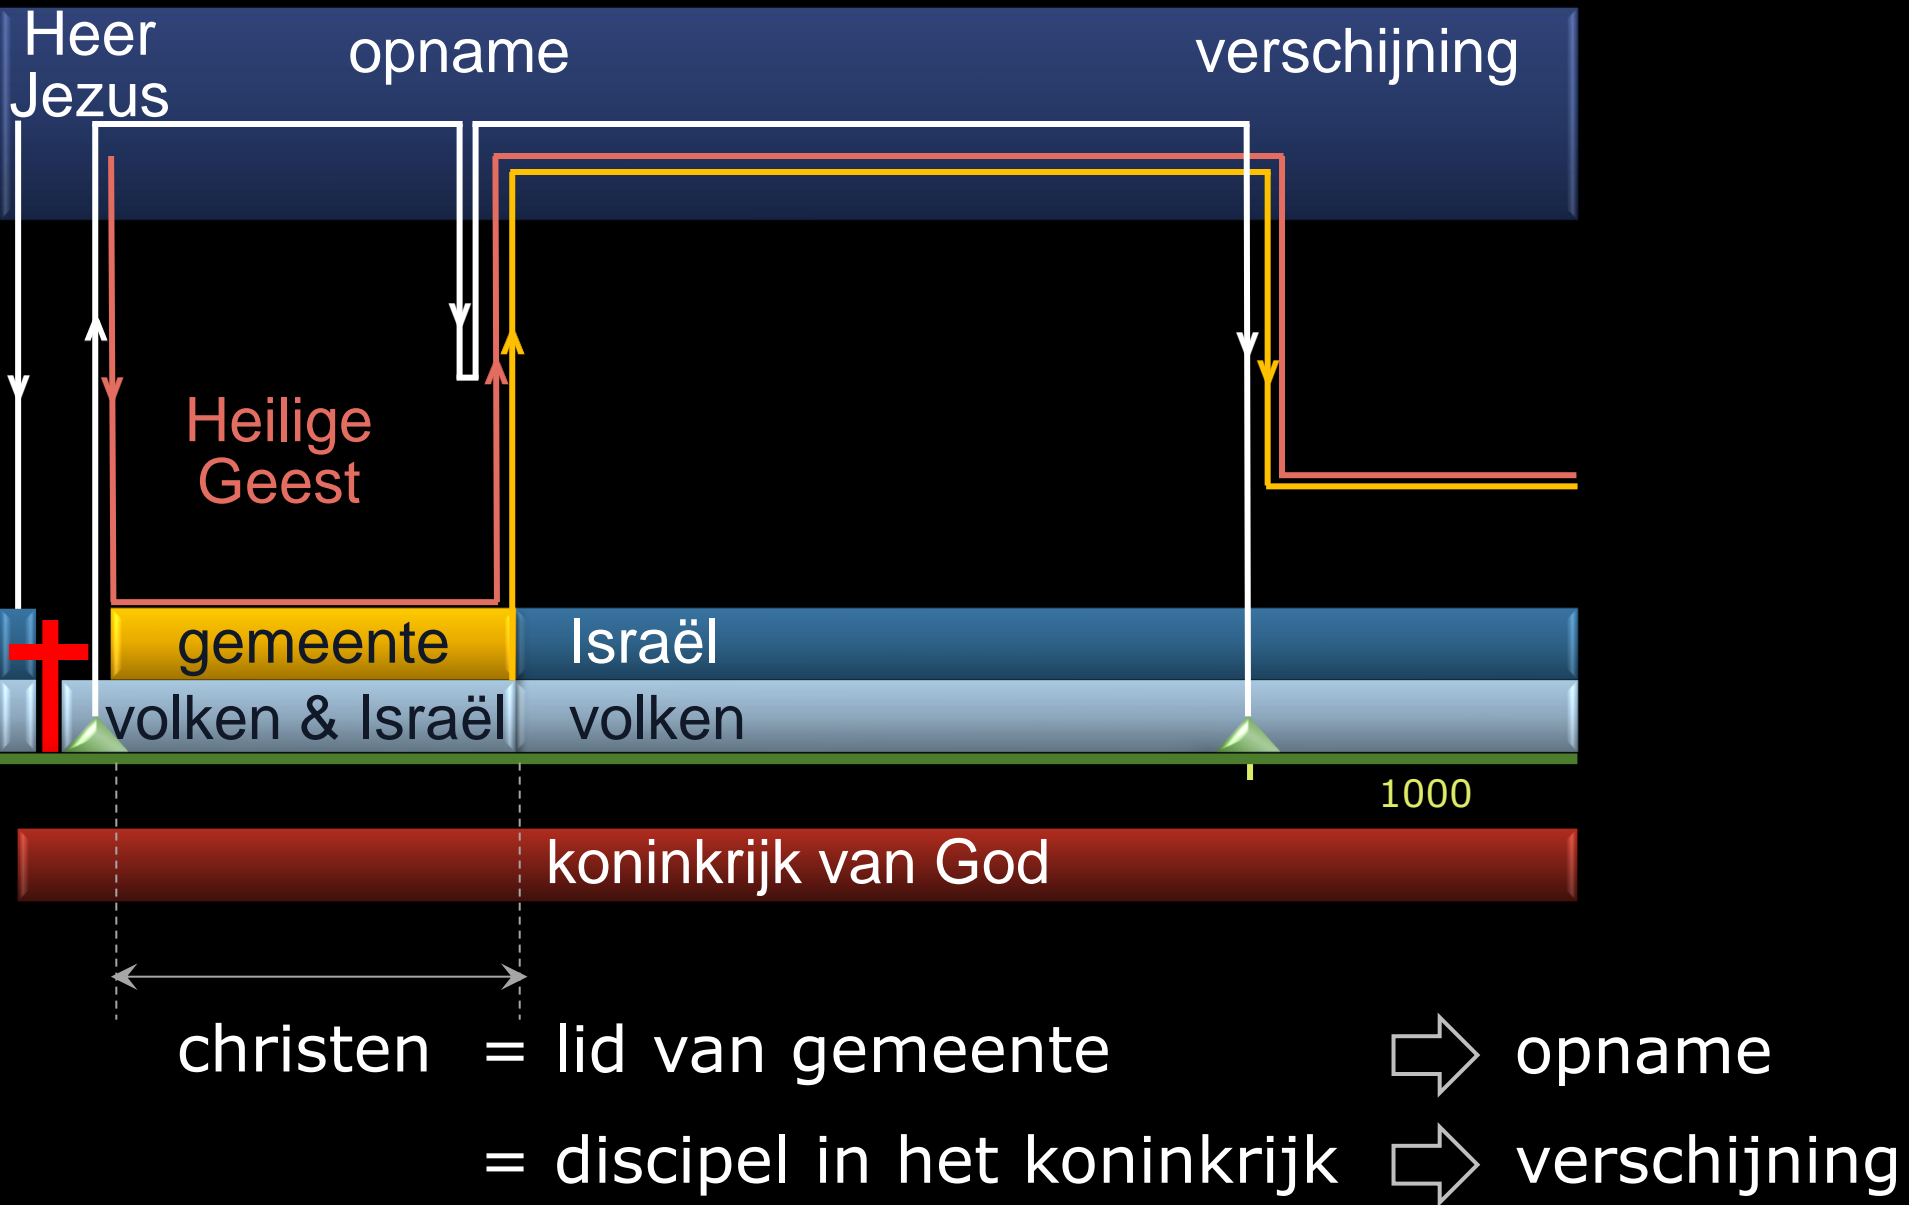 Heer
Jezus
opname
verschijning
Heilige
Geest
gemeente
Israël
volken & Israël
volken
1000
koninkrijk van God
christen = lid van gemeente opname
= discipel in het koninkrijk verschijning